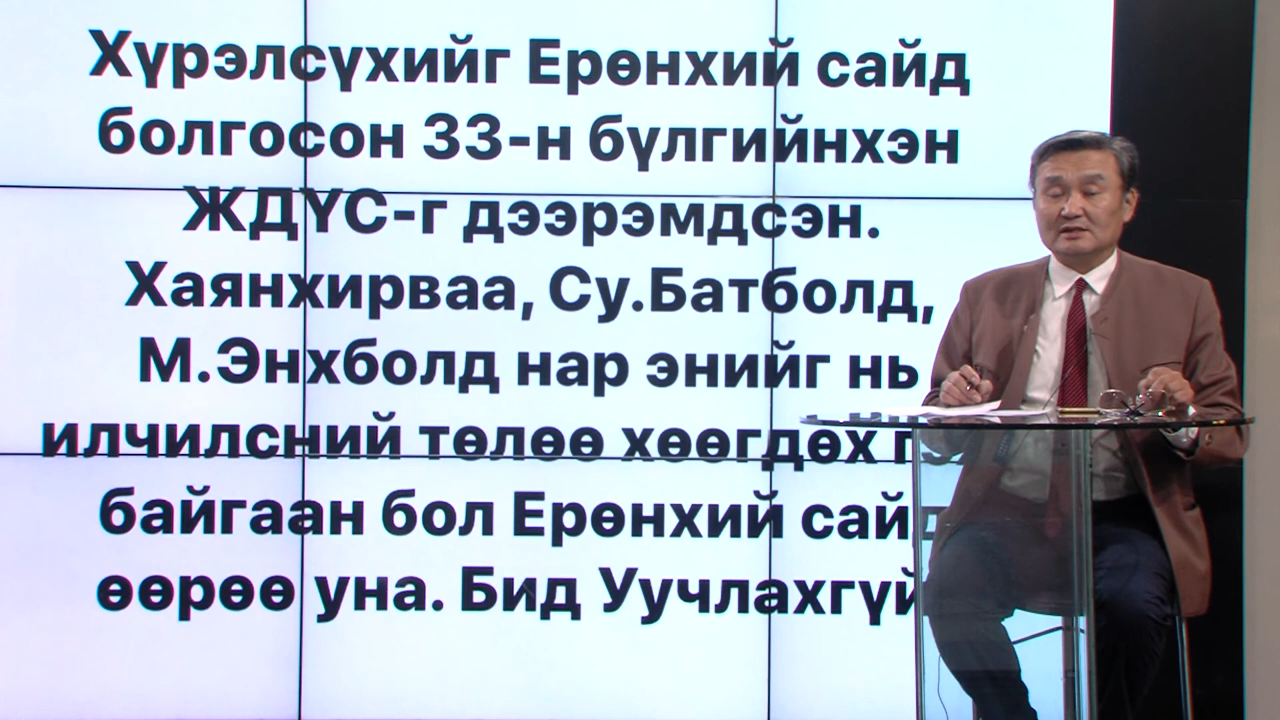 Хүрэлсүхийг Ерөнхий сайд
болгосон 33-н бүлгийнхэн
ЖДҮС-г дээрэмдсэн.
Хаянхирваа, Су.Батболд,
М.Энхболд нар энийг нь
илчилсний төлөө хөөгдөх
байгаан бол Ерөнхий сайд
өөрөө уна. Бид Уучлахгүй